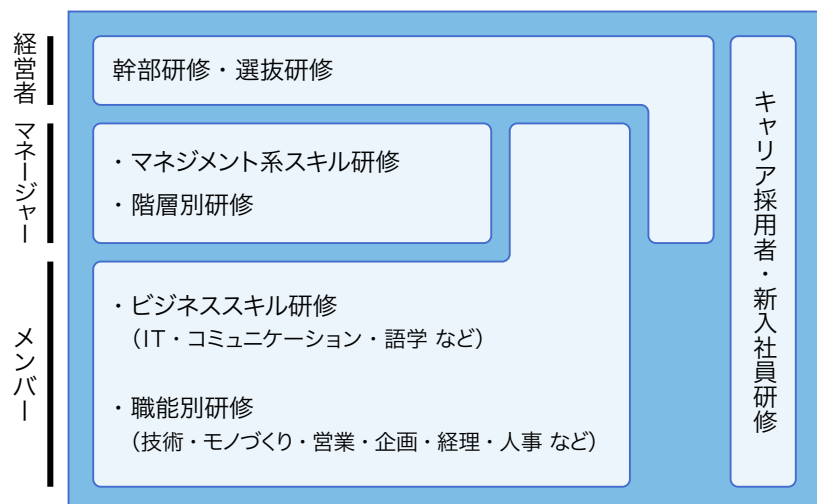 経営者
幹部研修・選抜研修
マネージャー
・マネジメント系スキル研修
・階層別研修
メンバー
・ビジネススキル研修
（IT・コミュニケーション・語学 など）
・職能別研修
（技術・モノづくり・営業・企画・経理・人事 など）
キャリア採用者・新入社員研修